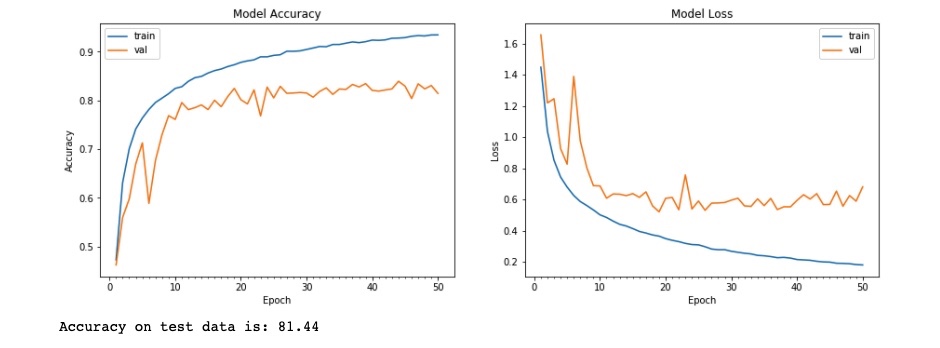 Model Accuracy
train
val
Accuracy
0.9
0.8
0.7
0.6
0.5
0 10 20 30 40 50
Epoch
Model Loss
train
val
Loss
1.6
1.4
1.2
1.0
0.8
0.6
0.4
0.2
0 10 20 30 40 50
Epoch
Accuracy on test data is: 81.44